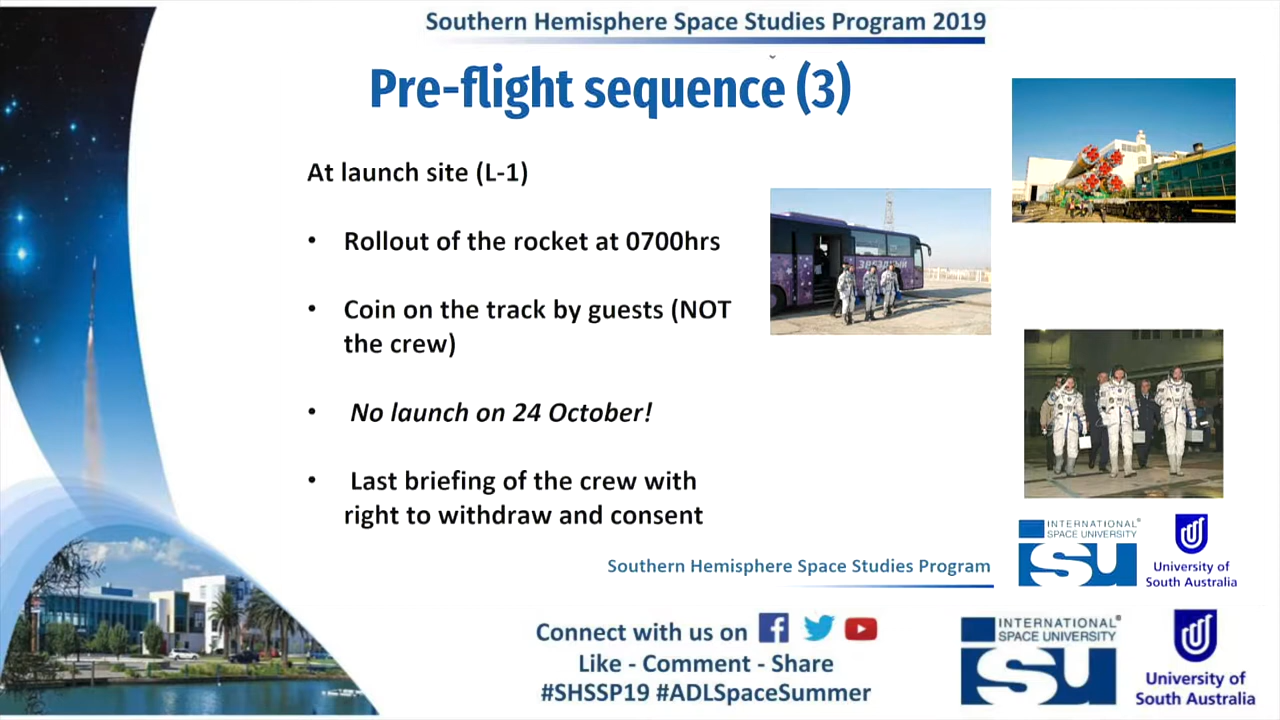 Southern Hemisphere Space Studies Program 2019
Pre-flight sequence (3)
At launch site (L-1)
• Rollout of the rocket at 0700hrs
• Coin on the track by guests (NOT
the crew)
• No launch on 24 October!
• Last briefing of the crew with
right to withdraw and consent
ЗВЕЗДНЫЙ
Southern Hemisphere Space Studies Program
INTERNATIONAL
SPACE UNIVERSITY
isu
University of
South Australia
Connect with us on
Like - Comment - Share
#SHSSP19 #ADLSpaceSummer
INTERNATIONAL
SPACE UNIVERSITY
isu
University of
South Australia